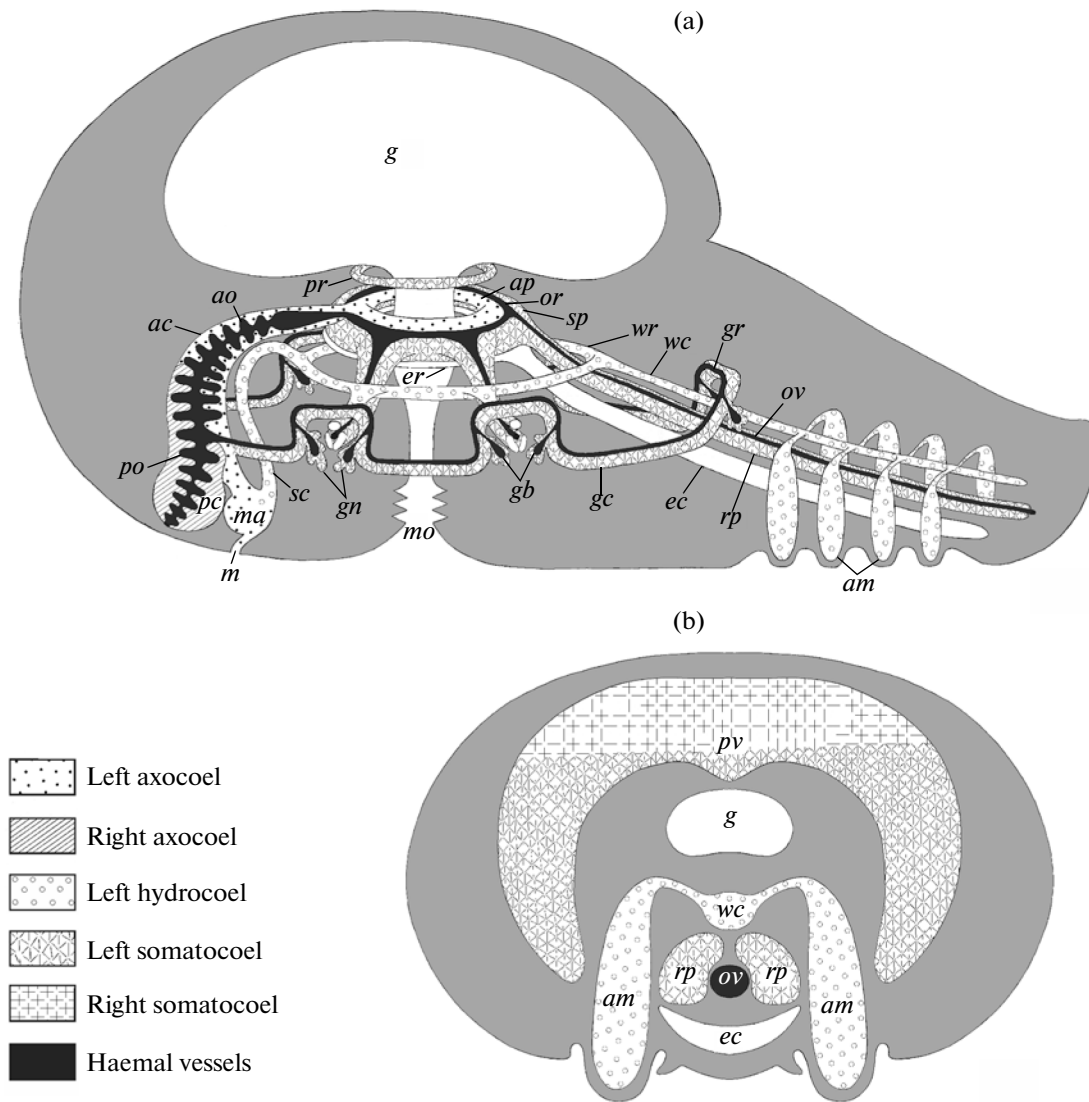 (a)
g
pr
ap
or
sp
ao
ac
wr
wc
gr
er
ov
po
pc
sc
ma
gn
mo
gb
gc
ec
rp
m
am
(b)
pv
g
wc
rp
ov
rp
am
am
ec
Left axocoel
Right axocoel
Left hydrocoel
Left somatocoel
Right somatocoel
Haemal vessels